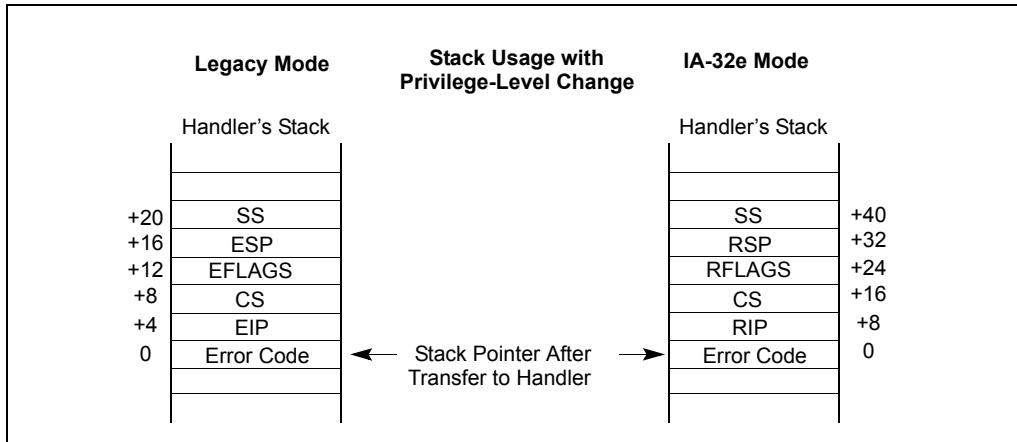 Legacy Mode
Stack Usage with
Privilege-Level Change
IA-32e Mode
Handler's Stack
Handler's Stack
+20 SS
+16 ESP
+12 EFLAGS
+8 CS
+4 EIP
0 Error Code
SS +40
RSP +32
RFLAGS +24
CS +16
RIP +8
Error Code 0
Stack Pointer After
Transfer to Handler